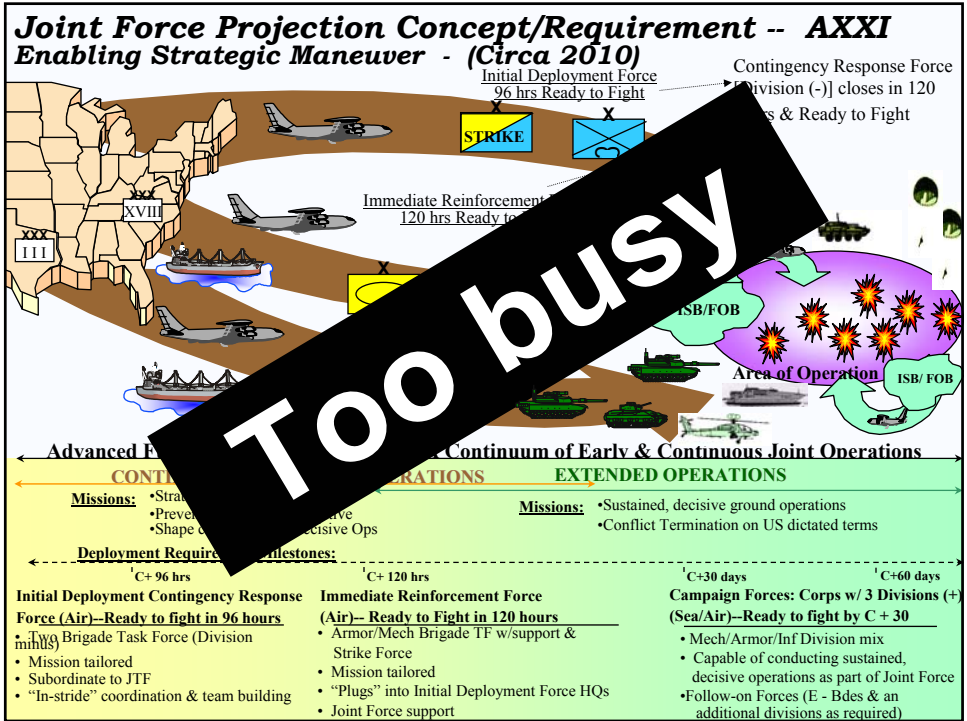 Joint Force Projection Concept/Requirement -- AXXI
Enabling Strategic Maneuver - (Circa 2010)
Initial Deployment Force
96 hrs Ready to Fight
Contingency Response Force
[Division (-)] closes in 120
& Ready to Fight
X
STRIKE
X
Immediate Reinforcement
120 hrs Ready to
XXX
XVIII
XXX
III
X
Too busy
ISB/FOB
Area of Operation
ISB/ FOB
Advanced
Continuum of Early & Continuous Joint Operations
EXTENDED OPERATIONS
Missions:
Missions:
•Sustained, decisive ground operations
•Conflict Termination on US dictated terms
•Shape
Ops
Deployment
C+ 96 hrs
C+ 120 hrs
C+30 days
C+60 days
Initial Deployment Contingency Response
Force (Air)--Ready to fight in 96 hours
• Two Brigade Task Force (Division
minus)
• Mission tailored
• Subordinate to JTF
• “In-stride” coordination & team building
Immediate Reinforcement Force
(Air)-- Ready to Fight in 120 hours
• Armor/Mech Brigade TF w/support &
Strike Force
• Mission tailored
• “Plugs” into Initial Deployment Force HQs
• Joint Force support
Campaign Forces: Corps w/ 3 Divisions (+)
(Sea/Air)--Ready to fight by C + 30
• Mech/Armor/Inf Division mix
• Capable of conducting sustained,
decisive operations as part of Joint Force
•Follow-on Forces (E - Bdes & an
additional divisions as required)